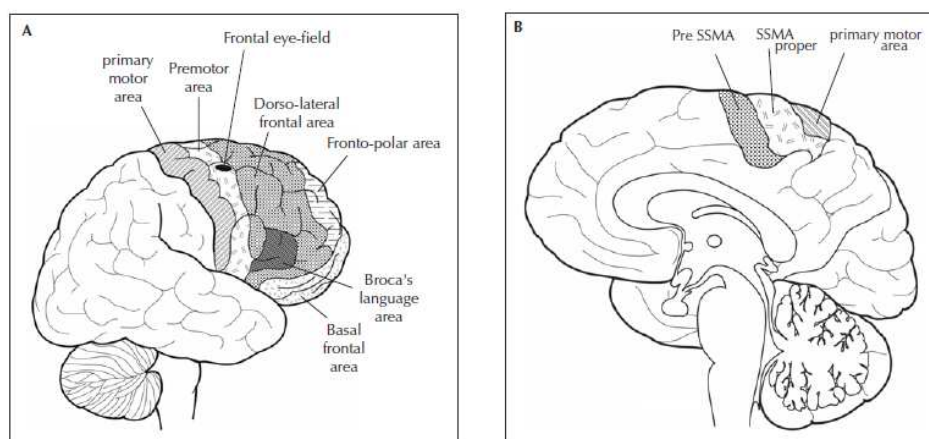 A
Frontal eye-field
primary
motor
area
Premotor
area
Dorso-lateral
frontal area
Fronto-polar area
Broca's
language
area
Basal
frontal
area
B
Pre SSMA
SSMA
proper
primary motor
area